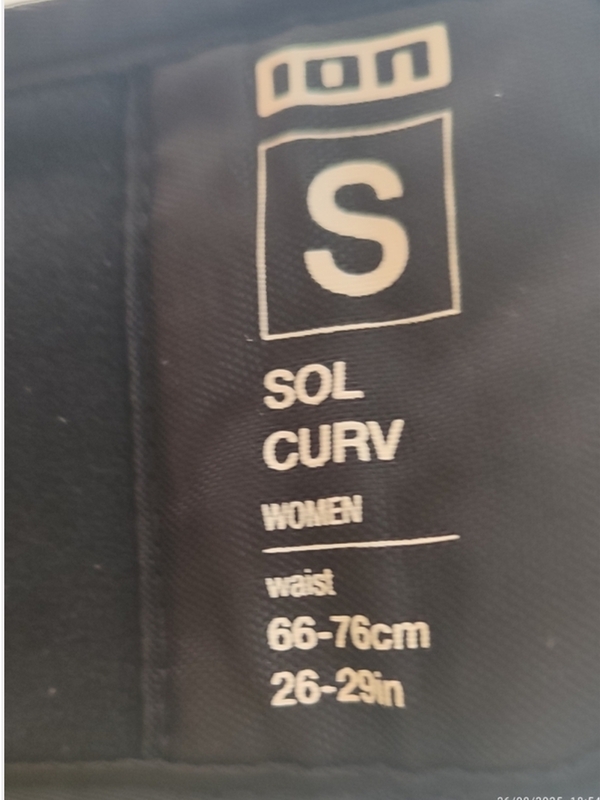 ion
S
SOL
CURV
WOMEN
waist
66-76cm
26-29in